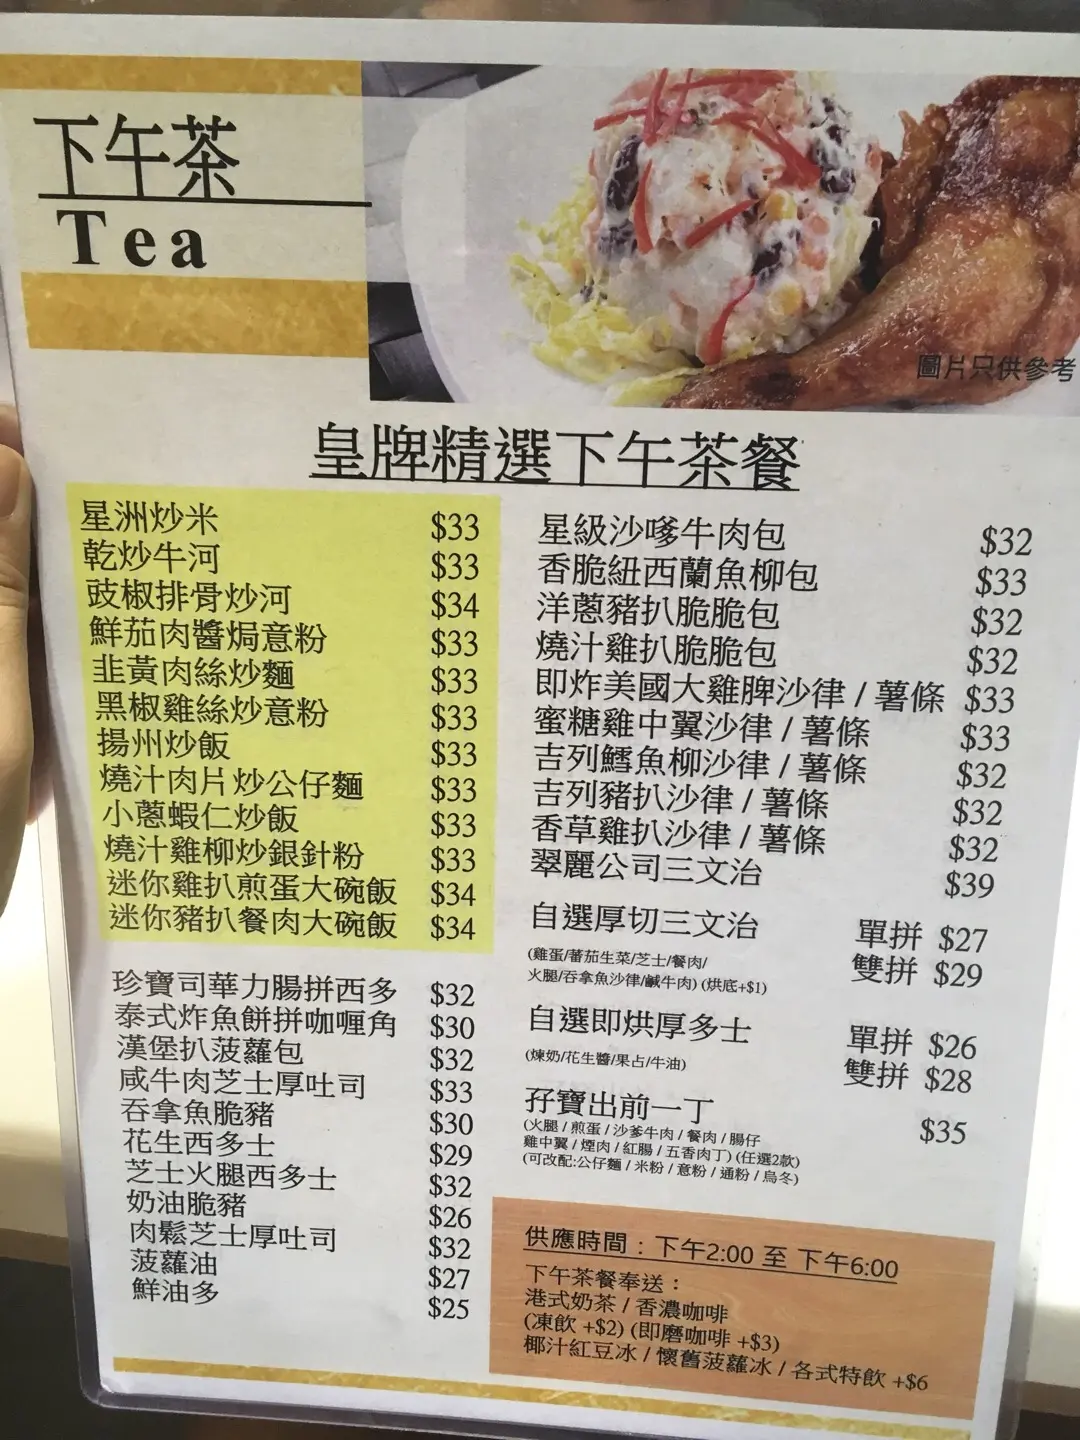 下午茶
Tea
圖片只供參考
皇牌精選下午茶餐
星洲炒米 $33
乾炒牛河 $33
豉椒排骨炒河 $34
鮮茄肉醬焗意粉 $33
韭黃肉絲炒麵 $33
黑椒雞絲炒意粉 $33
揚州炒飯 $33
燒汁肉片炒公仔麵 $33
小蔥蝦仁炒飯 $33
燒汁雞柳炒銀針粉 $33
迷你雞扒煎蛋大碗飯 $34
迷你豬扒餐肉大碗飯 $34
珍寶司華力腸拼西多 $32
泰式炸魚餅拼咖喱角 $30
漢堡扒菠蘿包 $32
咸牛肉芝士厚吐司 $33
吞拿魚脆豬 $30
花生西多士 $29
芝士火腿西多士 $32
奶油脆豬 $26
肉鬆芝士厚吐司 $32
菠蘿油 $27
鮮油多 $25
星級沙嗲牛肉包 $32
香脆紐西蘭魚柳包 $33
洋蔥豬扒脆脆包 $32
燒汁雞扒脆脆包 $32
即炸美國大雞髀沙律 / 薯條 $33
蜜糖雞中翼沙律 / 薯條 $33
吉列鱈魚柳沙律 / 薯條 $32
吉列豬扒沙律 / 薯條 $32
香草雞扒沙律 / 薯條 $32
翠麗公司三文治 $39
自選厚切三文治 單拼 $27
(雞蛋/蕃茄生菜/芝士/餐肉/ 雙拼 $29
火腿/吞拿魚沙律/鹹牛肉) (烘底+$1)
自選即烘厚多士 單拼 $26
(煉奶/花生醬/果占/牛油) 雙拼 $28
孖寶出前一丁 $35
(火腿 / 煎蛋 / 沙爹牛肉 / 餐肉 / 腸仔
雞中翼 / 煙肉 / 紅腸 / 五香肉丁) (任選2款)
(可改配:公仔麵 / 米粉 / 意粉 / 通粉 / 烏冬)
供應時間：下午2:00 至 下午6:00
下午茶餐奉送：
港式奶茶 / 香濃咖啡
(凍飲 +$2) (即磨咖啡 +$3)
椰汁紅豆冰 / 懷舊菠蘿冰 / 各式特飲 +$6